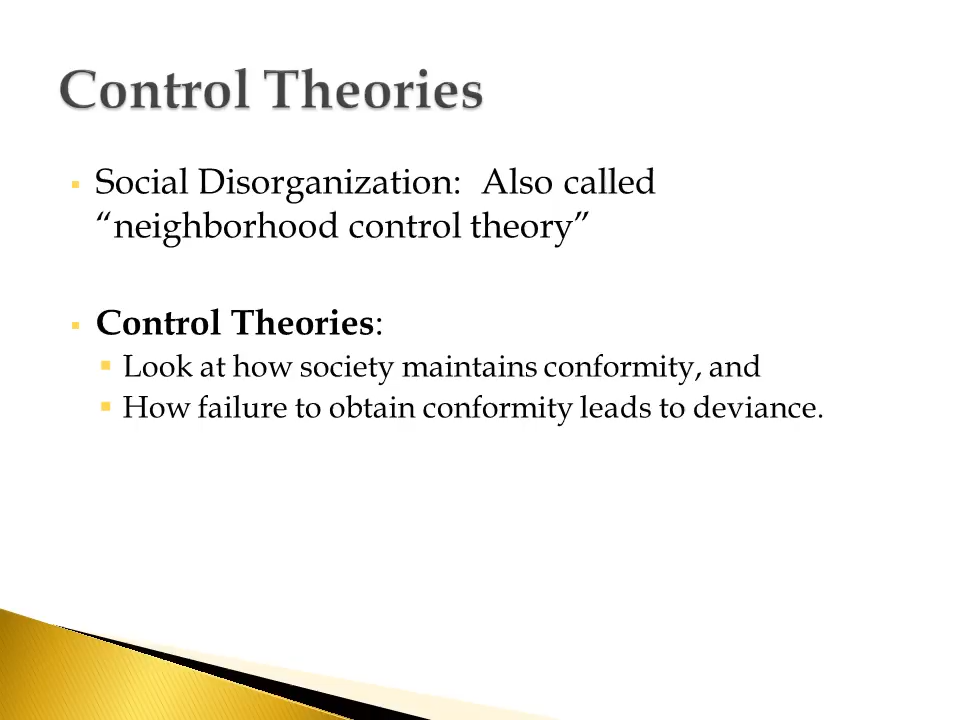 Control Theories
Social Disorganization:  Also called
“neighborhood control theory”
Control Theories:
Look at how society maintains conformity, and
How failure to obtain conformity leads to deviance.